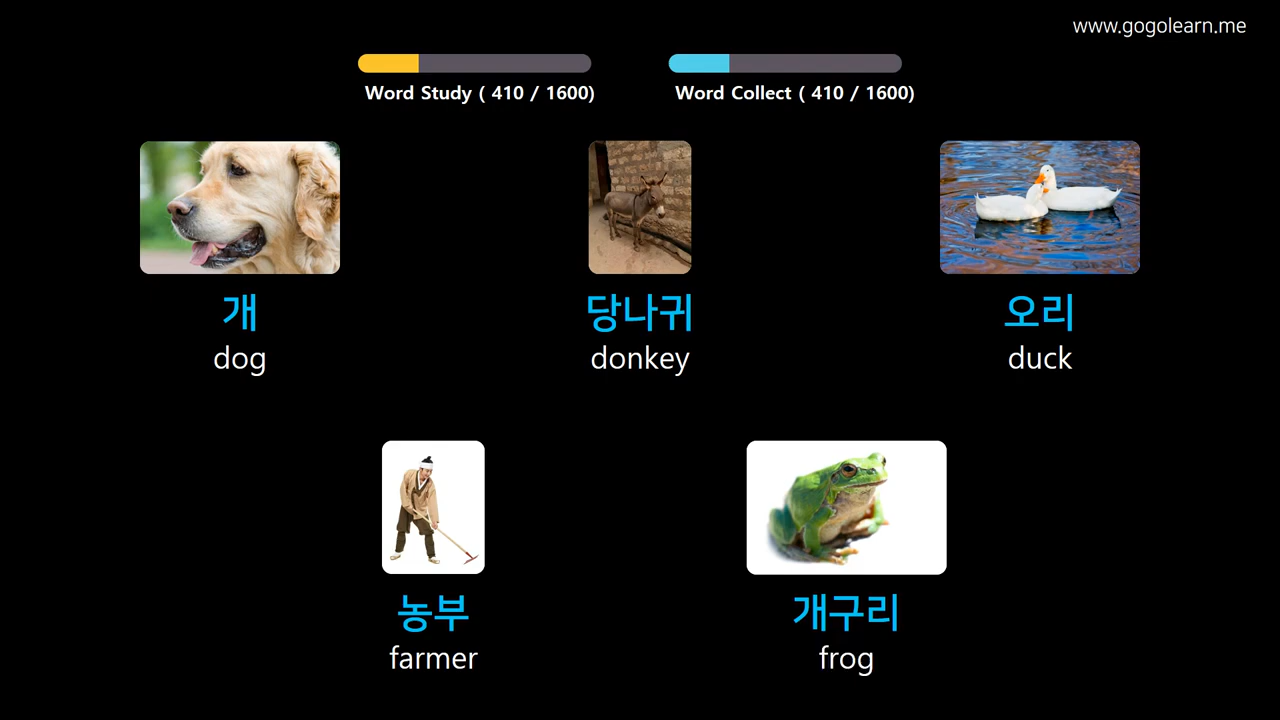 www.gogolearn.me
Word Study ( 410 / 1600)
Word Collect ( 410 / 1600)
개
dog
당나귀
donkey
오리
duck
농부
farmer
개구리
frog